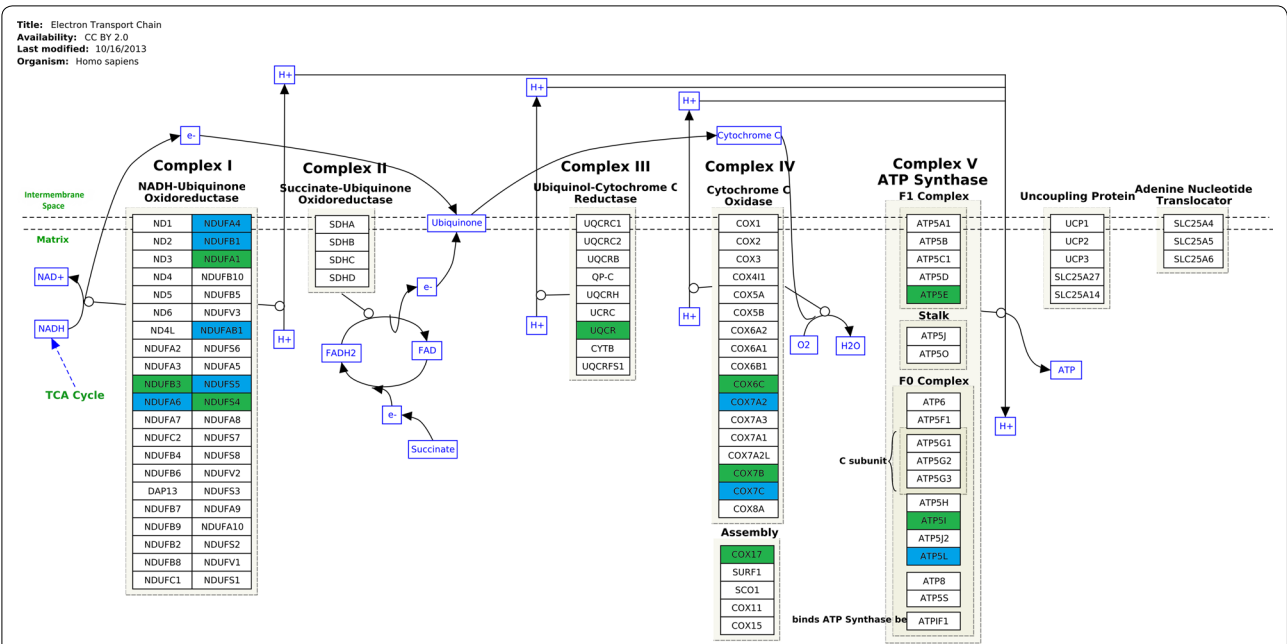 Title: Electron Transport Chain
Availability: CC BY 2.0
Last modified: 10/16/2013
Organism: Homo sapiens
H+
H+
H+
e-
Cytochrome C
Complex I
NADH-Ubiquinone
Oxidoreductase
Complex II
Succinate-Ubiquinone
Oxidoreductase
Complex III
Ubiquinol-Cytochrome C
Reductase
Complex IV
Cytochrome C
Oxidase
Complex V
ATP Synthase
F1 Complex
Uncoupling Protein
Adenine Nucleotide
Translocator
Intermembrane
Space
Matrix
NAD+
NADH
TCA Cycle
ND1 NDUFA4
ND2 NDUFB1
ND3 NDUFA1
ND4 NDUFB10
ND5 NDUFB5
ND6 NDUFV3
ND4L NDUFAB1
NDUFA2 NDUFS6
NDUFA3 NDUFA5
NDUFB3 NDUFS5
NDUFA6 NDUFS4
NDUFA7 NDUFA8
NDUFC2 NDUFS7
NDUFB4 NDUFS8
NDUFB6 NDUFV2
DAP13 NDUFS3
NDUFB7 NDUFA9
NDUFB9 NDUFA10
NDUFB2 NDUFS2
NDUFB8 NDUFV1
NDUFC1 NDUFS1
H+
SDHA
SDHB
SDHC
SDHD
Ubiquinone
e-
FADH2
FAD
e-
Succinate
H+
UQCRC1
UQCRC2
UQCRB
QP-C
UQCRH
UCRC
UQCR
CYTB
UQCRFS1
H+
COX1
COX2
COX3
COX4I1
COX5A
COX5B
COX6A2
COX6A1
COX6B1
COX6C
COX7A2
COX7A3
COX7A1
COX7A2L
COX7B
COX7C
COX8A
Assembly
COX17
SURF1
SCO1
COX11
COX15
O2
H2O
ATP5A1
ATP5B
ATP5C1
ATP5D
ATP5E
Stalk
ATP5J
ATP5O
F0 Complex
ATP6
ATP5F1
C subunit
ATP5G1
ATP5G2
ATP5G3
ATP5H
ATP5I
ATP5J2
ATP5L
ATP8
ATP5S
binds ATP Synthase be
ATPIF1
H+
ATP
UCP1
UCP2
UCP3
SLC25A27
SLC25A14
SLC25A4
SLC25A5
SLC25A6